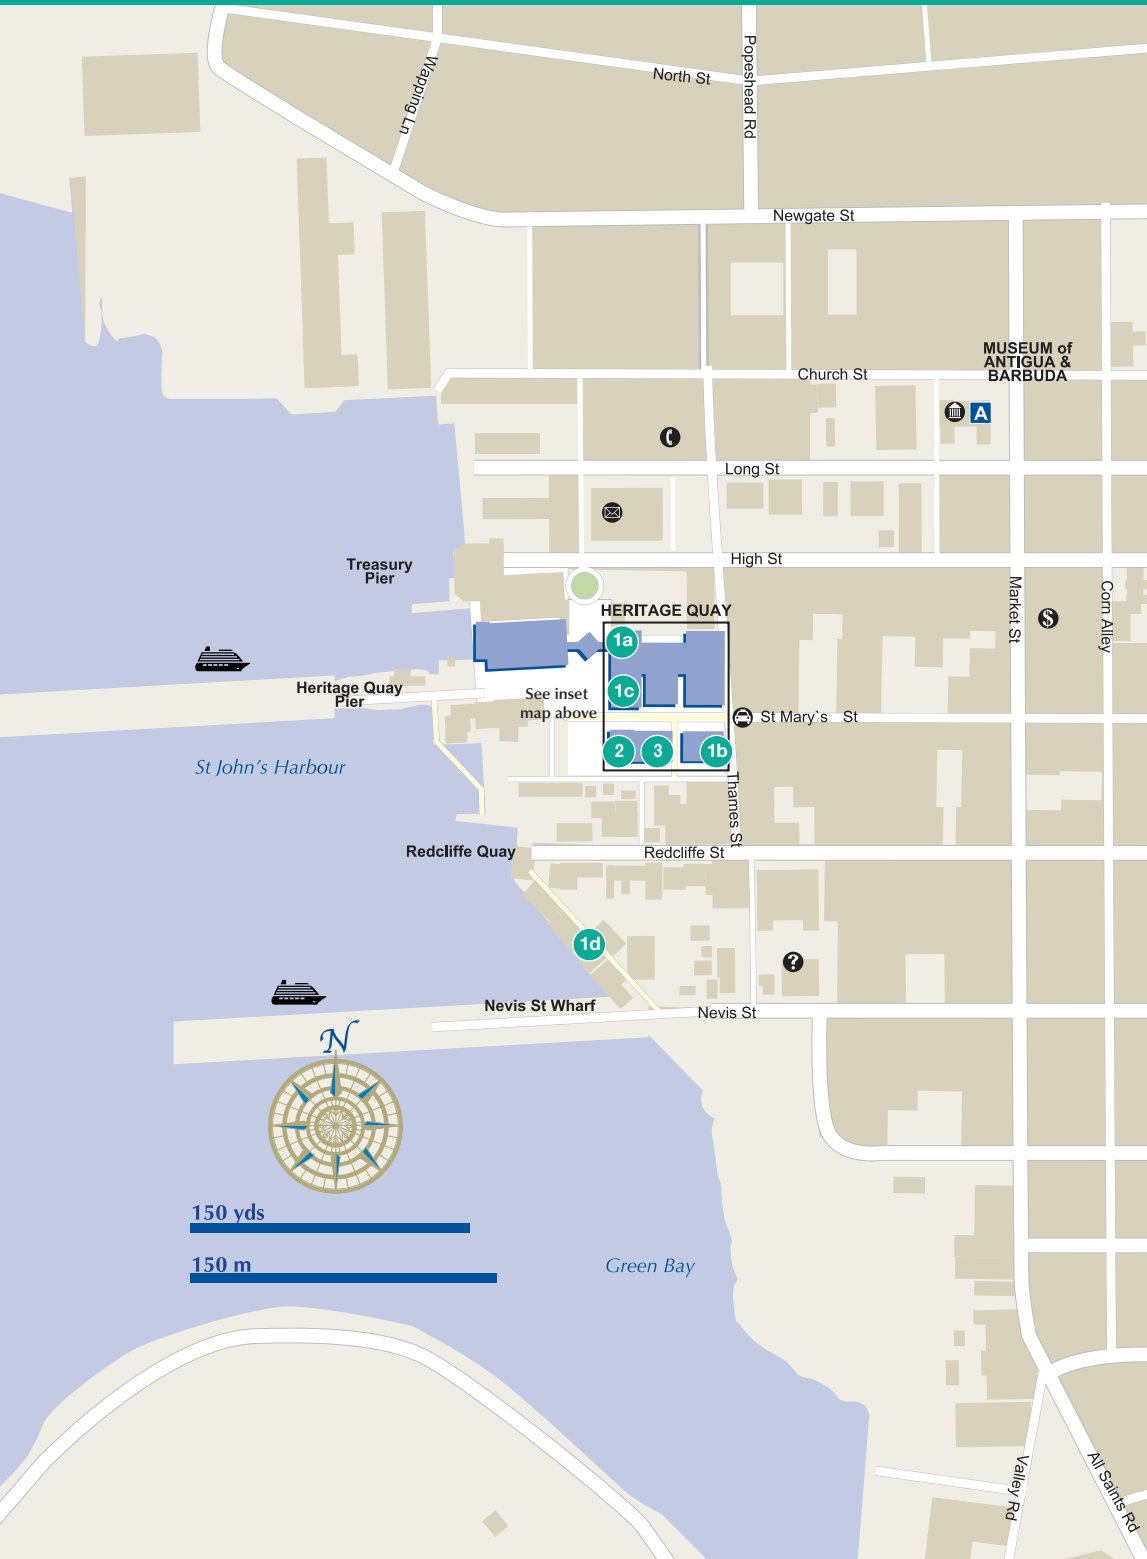 Wapping Ln
North St
Popeshead Rd
Newgate St
MUSEUM of
ANTIGUA &
BARBUDA
Church St
A
Long St
High St
Treasury
Pier
Market St
Corn Alley
$
HERITAGE QUAY
1a
Heritage Quay
Pier
See inset
map above
1c
St Mary`s St
2
3
1b
St John's Harbour
Thames St
Redcliffe Quay
Redcliffe St
1d
?
Nevis St Wharf
Nevis St
N
150 yds
150 m
Green Bay
Valley Rd
All Saints Rd